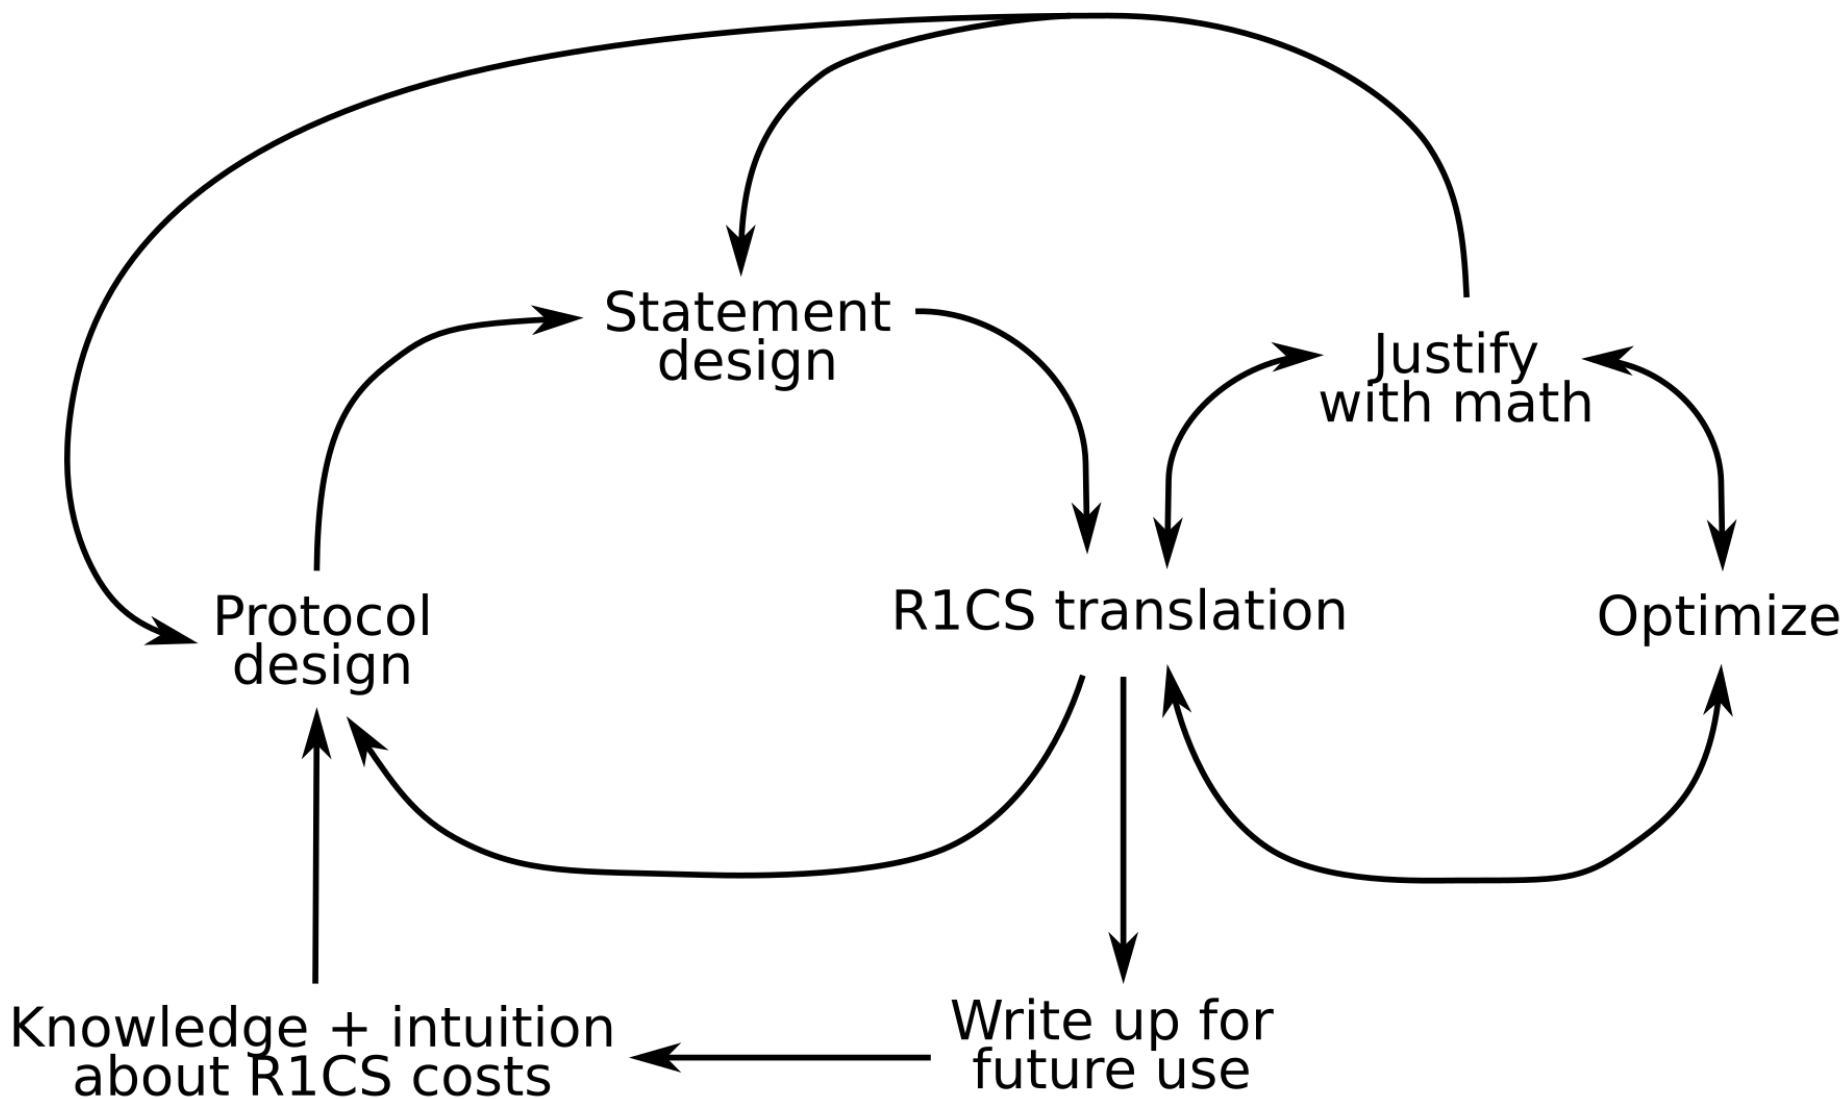 Statement
design
Justify
with math
Protocol
design
R1CS translation
Optimize
Knowledge + intuition
about R1CS costs
Write up for
future use